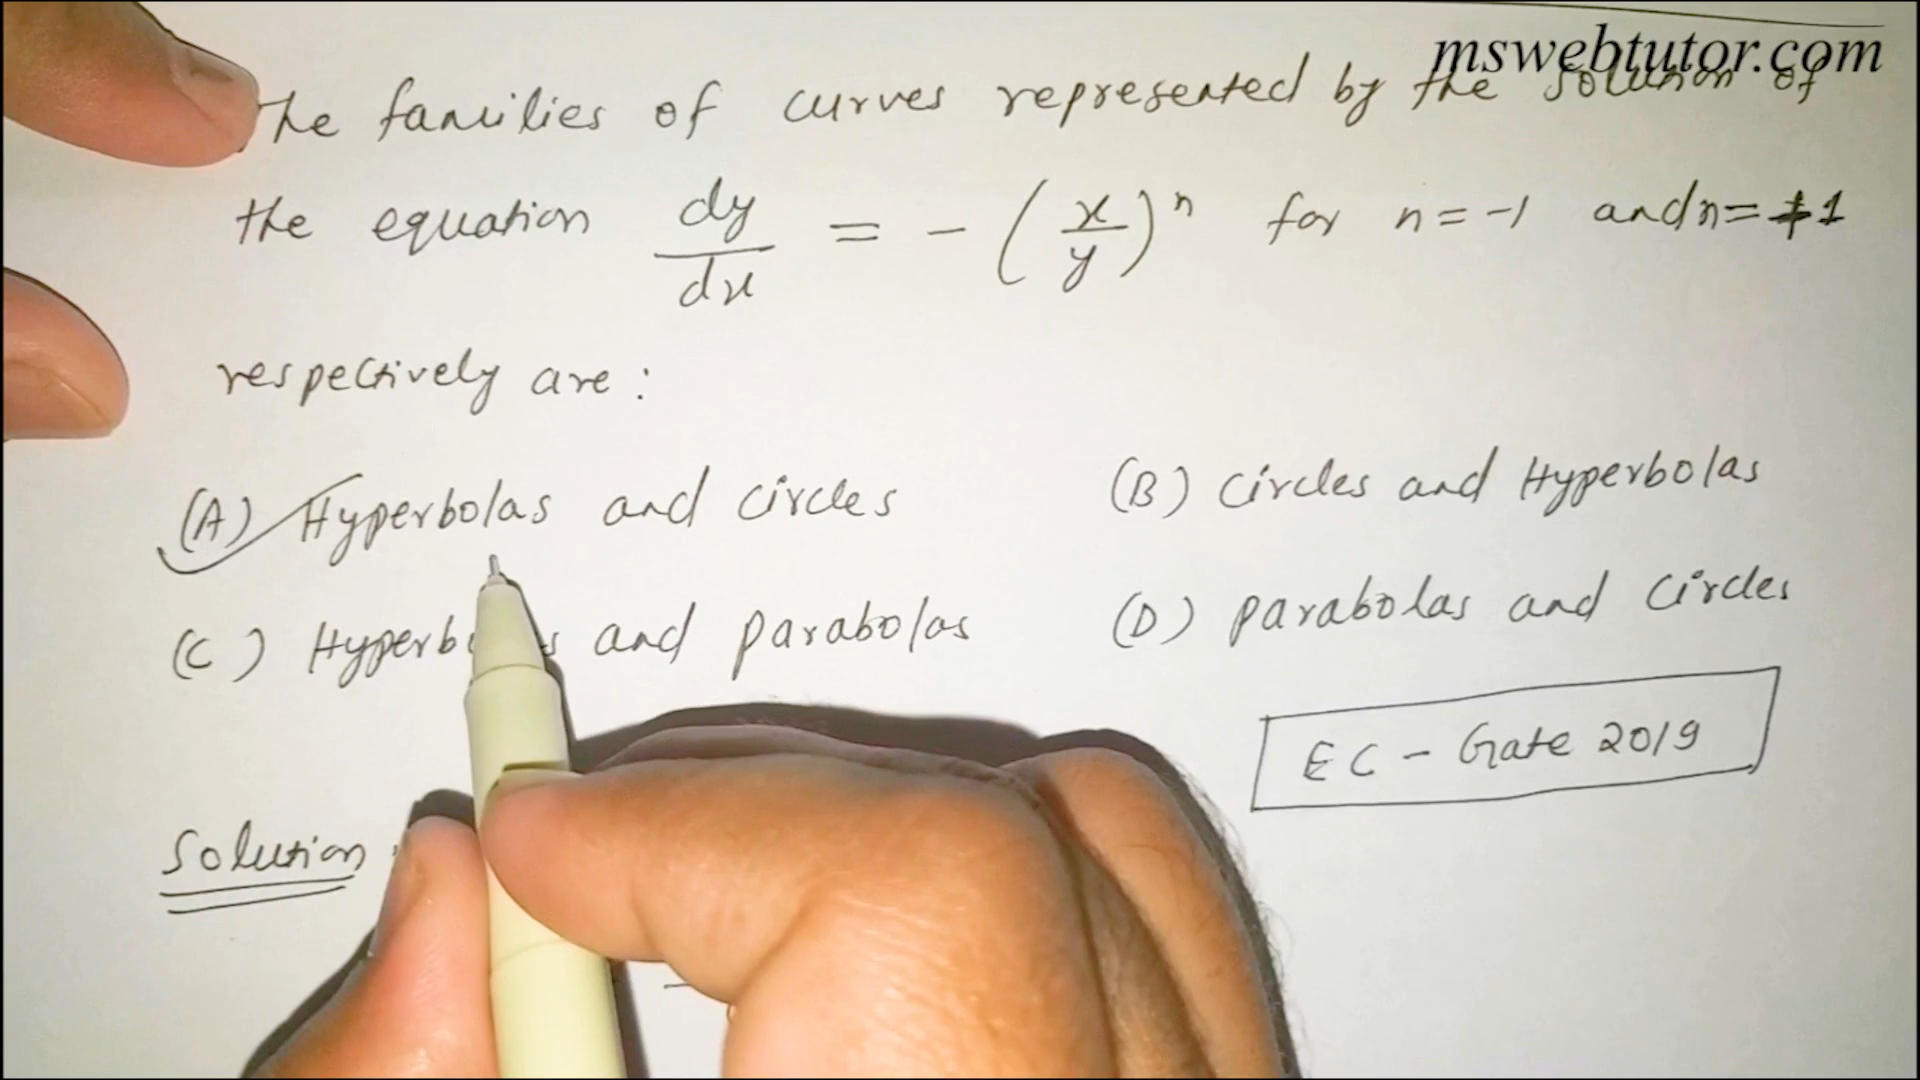 mswebtutor.com
The families of curves represented by the solution of
the equation dy/dx = - (x/y)^n for n = -1 and n = +1
respectively are :
(A) Hyperbolas and circles
(B) Circles and Hyperbolas
(C) Hyperb and parabolas
(D) parabolas and circles
EC - Gate 2019
Solution